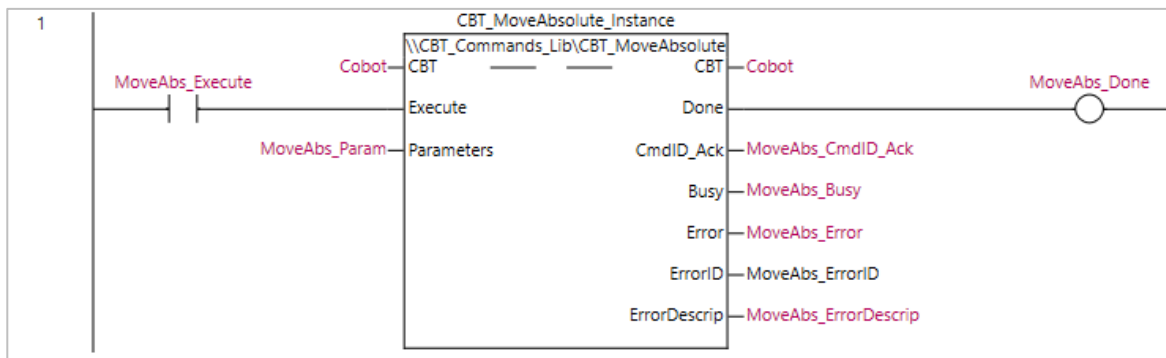 1
CBT_MoveAbsolute_Instance
\\CBT_Commands_Lib\CBT_MoveAbsolute
Cobot CBT CBT Cobot
MoveAbs_Execute MoveAbs_Done
Execute Done
MoveAbs_Param Parameters CmdID_Ack MoveAbs_CmdID_Ack
Busy MoveAbs_Busy
Error MoveAbs_Error
ErrorID MoveAbs_ErrorID
ErrorDescrip MoveAbs_ErrorDescrip